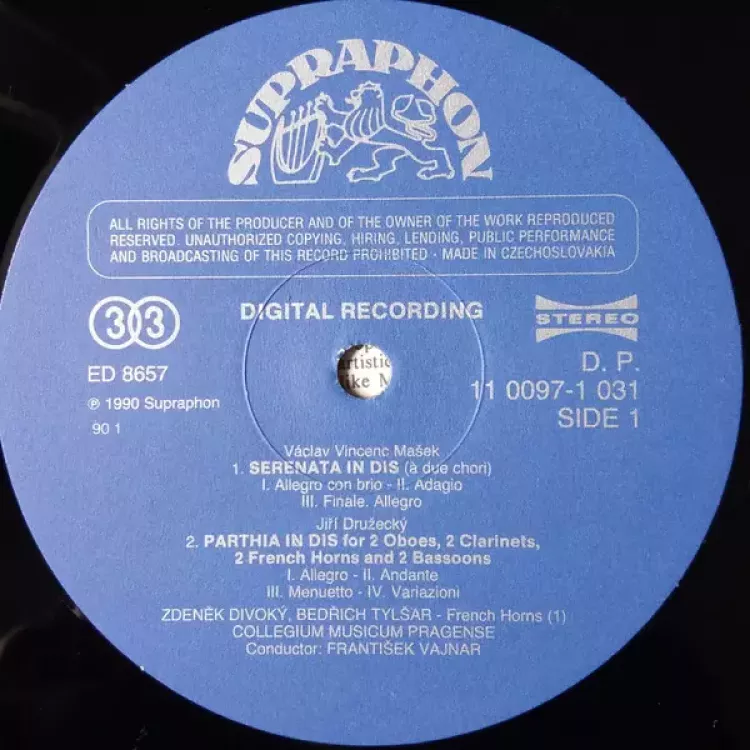 SUPRAPHON
ALL RIGHTS OF THE PRODUCER AND OF THE OWNER OF THE WORK REPRODUCED
RESERVED. UNAUTHORIZED COPYING, HIRING, LENDING, PUBLIC PERFORMANCE
AND BROADCASTING OF THIS RECORD PROHIBITED - MADE IN CZECHOSLOVAKIA
33
DIGITAL RECORDING
STEREO
ED 8657
℗ 1990 Supraphon
90 1
artistic
ike M
D. P.
11 0097-1 031
SIDE 1
Václav Vincenc Mašek
1. SERENATA IN DIS (à due chori)
I. Allegro con brio - II. Adagio
III. Finale. Allegro
Jiří Družecký
2. PARTHIA IN DIS for 2 Oboes, 2 Clarinets,
2 French Horns and 2 Bassoons
I. Allegro - II. Andante
III. Menuetto - IV. Variazioni
ZDENĚK DIVOKÝ, BEDŘICH TYLŠAR - French Horns (1)
COLLEGIUM MUSICUM PRAGENSE
Conductor: FRANTIŠEK VAJNAR